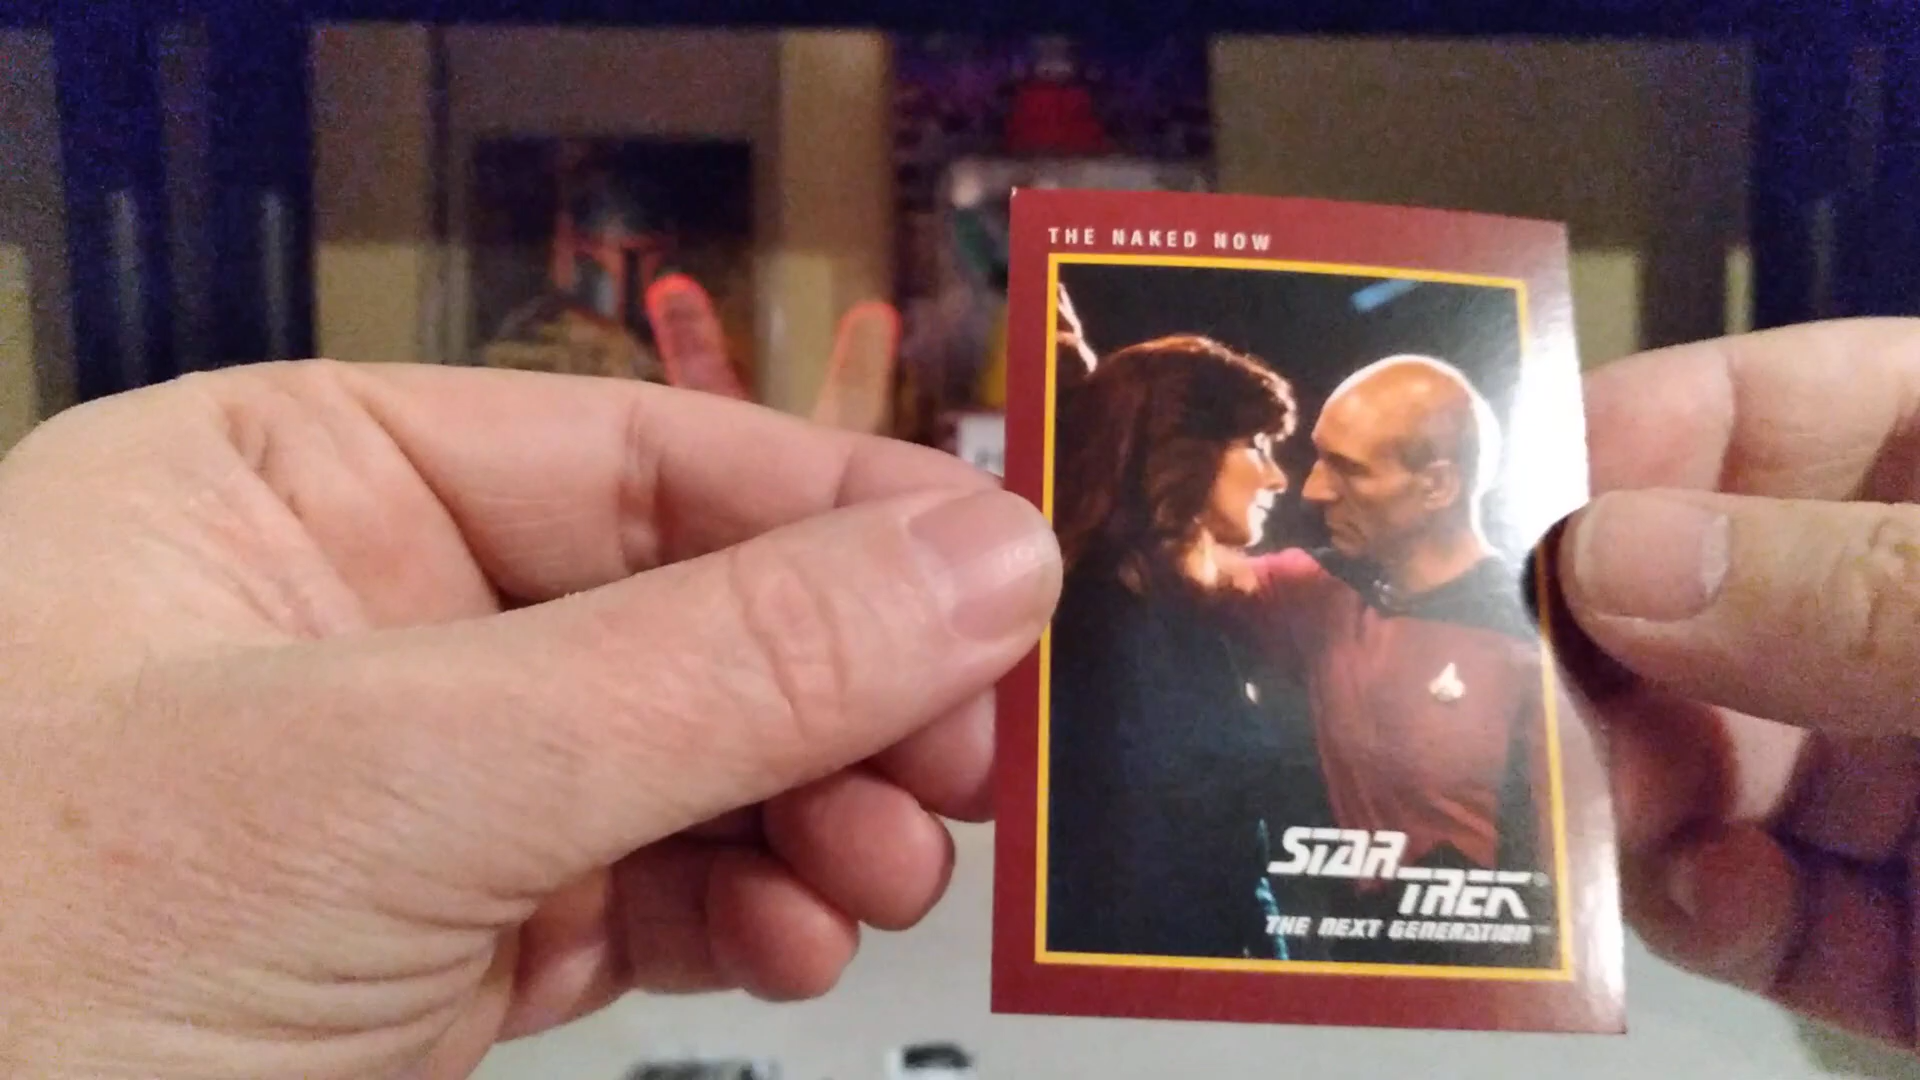 THE NAKED NOW
STAR
TREK
THE NEXT GENERATION